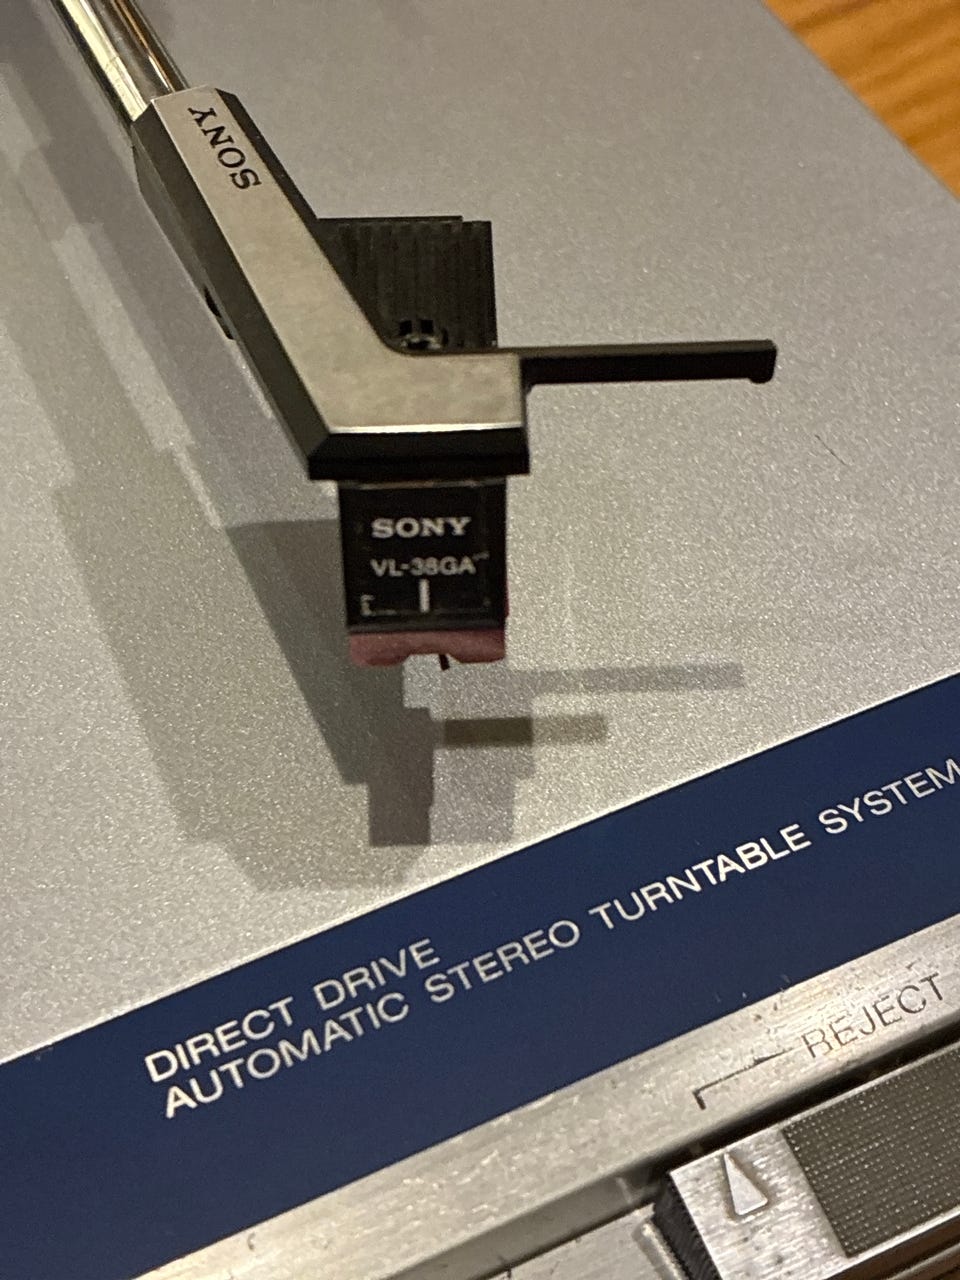 SONY
SONY
VL-38GA
DIRECT DRIVE
AUTOMATIC STEREO TURNTABLE SYSTEM
REJECT